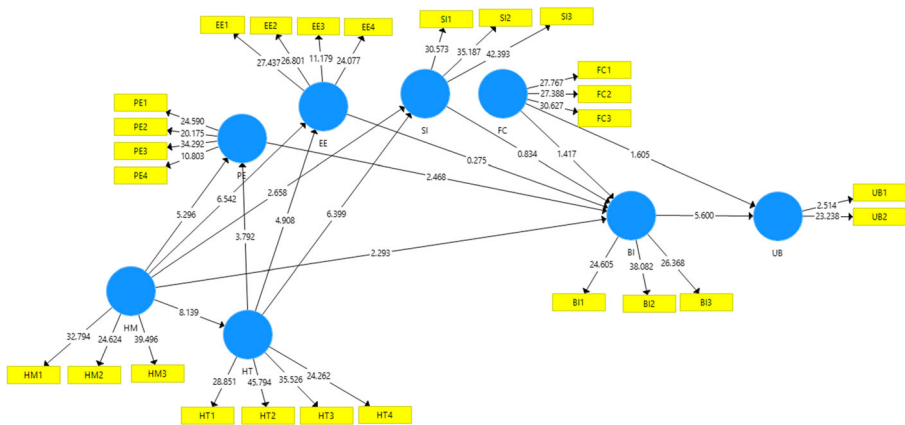 EE1
EE2
EE3
EE4
SI1
SI2
SI3
27.437
26.801
11.179
24.077
30.573
35.187
42.393
FC1
FC2
FC3
27.767
27.388
30.627
PE1
PE2
PE3
PE4
24.590
20.175
34.292
10.803
PE
EE
SI
FC
5.296
6.542
2.658
3.792
4.908
6.399
0.275
0.834
1.417
1.605
2.468
2.293
5.600
BI
UB
2.514
23.238
UB1
UB2
24.605
38.082
26.368
BI1
BI2
BI3
HM
8.139
HT
32.794
24.624
39.496
HM1
HM2
HM3
28.851
45.794
35.526
24.262
HT1
HT2
HT3
HT4